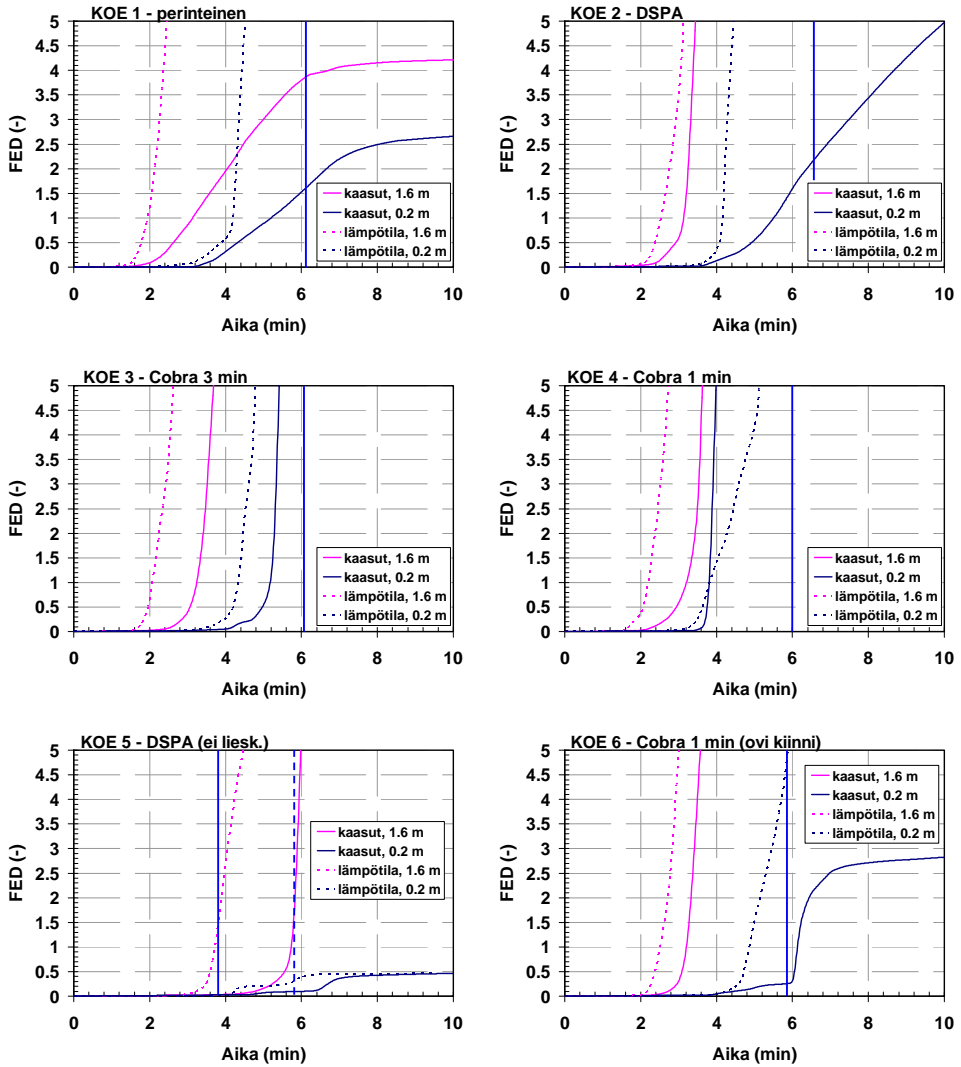 KOE 1 - perinteinen
FED (-)
5
4.5
4
3.5
3
2.5
2
1.5
1
0.5
0
kaasut, 1.6 m
kaasut, 0.2 m
lämpötila, 1.6 m
lämpötila, 0.2 m
0 2 4 6 8 10
Aika (min)
KOE 2 - DSPA
FED (-)
5
4.5
4
3.5
3
2.5
2
1.5
1
0.5
0
kaasut, 1.6 m
kaasut, 0.2 m
lämpötila, 1.6 m
lämpötila, 0.2 m
0 2 4 6 8 10
Aika (min)
KOE 3 - Cobra 3 min
FED (-)
5
4.5
4
3.5
3
2.5
2
1.5
1
0.5
0
kaasut, 1.6 m
kaasut, 0.2 m
lämpötila, 1.6 m
lämpötila, 0.2 m
0 2 4 6 8 10
Aika (min)
KOE 4 - Cobra 1 min
FED (-)
5
4.5
4
3.5
3
2.5
2
1.5
1
0.5
0
kaasut, 1.6 m
kaasut, 0.2 m
lämpötila, 1.6 m
lämpötila, 0.2 m
0 2 4 6 8 10
Aika (min)
KOE 5 - DSPA (ei liesk.)
FED (-)
5
4.5
4
3.5
3
2.5
2
1.5
1
0.5
0
kaasut, 1.6 m
kaasut, 0.2 m
lämpötila, 1.6 m
lämpötila, 0.2 m
0 2 4 6 8 10
Aika (min)
KOE 6 - Cobra 1 min (ovi kiinni)
FED (-)
5
4.5
4
3.5
3
2.5
2
1.5
1
0.5
0
kaasut, 1.6 m
kaasut, 0.2 m
lämpötila, 1.6 m
lämpötila, 0.2 m
0 2 4 6 8 10
Aika (min)